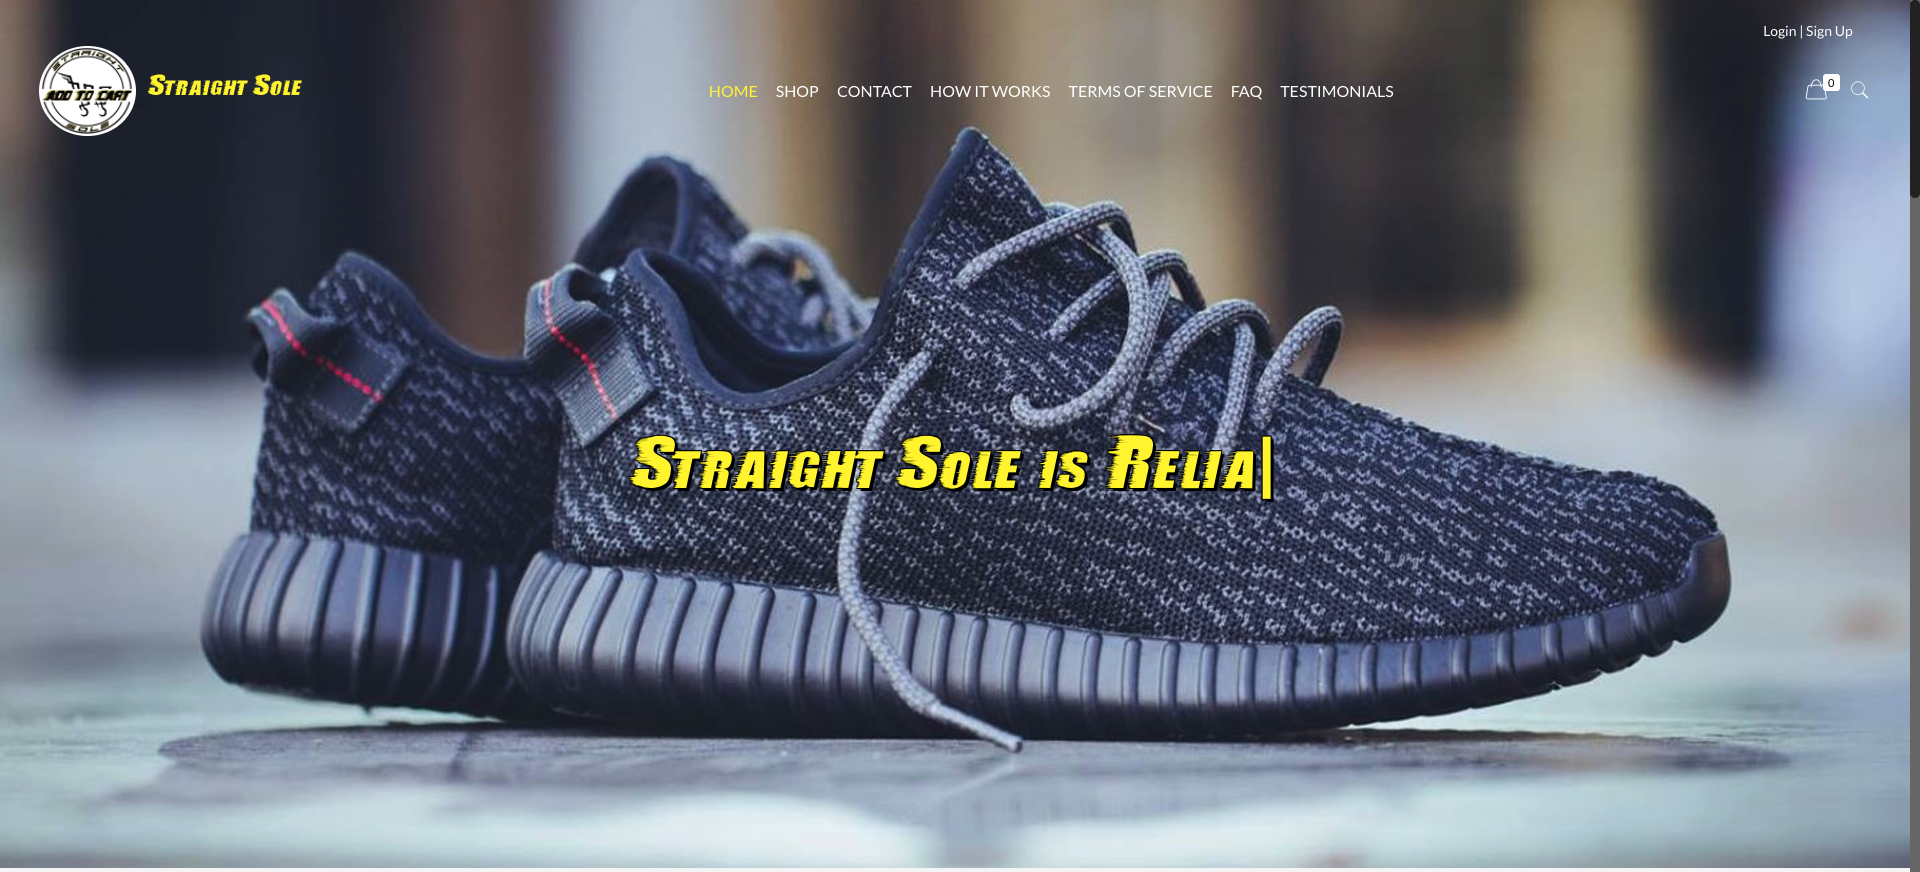 Login | Sign Up
STRAIGHT
ADD TO CART
SOLE
Straight Sole
HOME SHOP CONTACT HOW IT WORKS TERMS OF SERVICE FAQ TESTIMONIALS
0
Straight Sole is Relia|